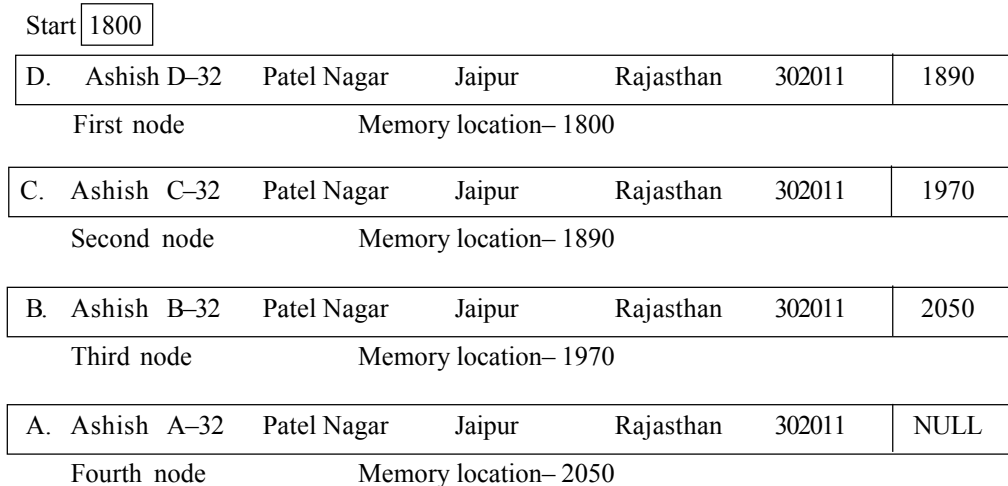 Start 1800
D. Ashish D–32 Patel Nagar Jaipur Rajasthan 302011 1890
First node Memory location– 1800
C. Ashish C–32 Patel Nagar Jaipur Rajasthan 302011 1970
Second node Memory location– 1890
B. Ashish B–32 Patel Nagar Jaipur Rajasthan 302011 2050
Third node Memory location– 1970
A. Ashish A–32 Patel Nagar Jaipur Rajasthan 302011 NULL
Fourth node Memory location– 2050